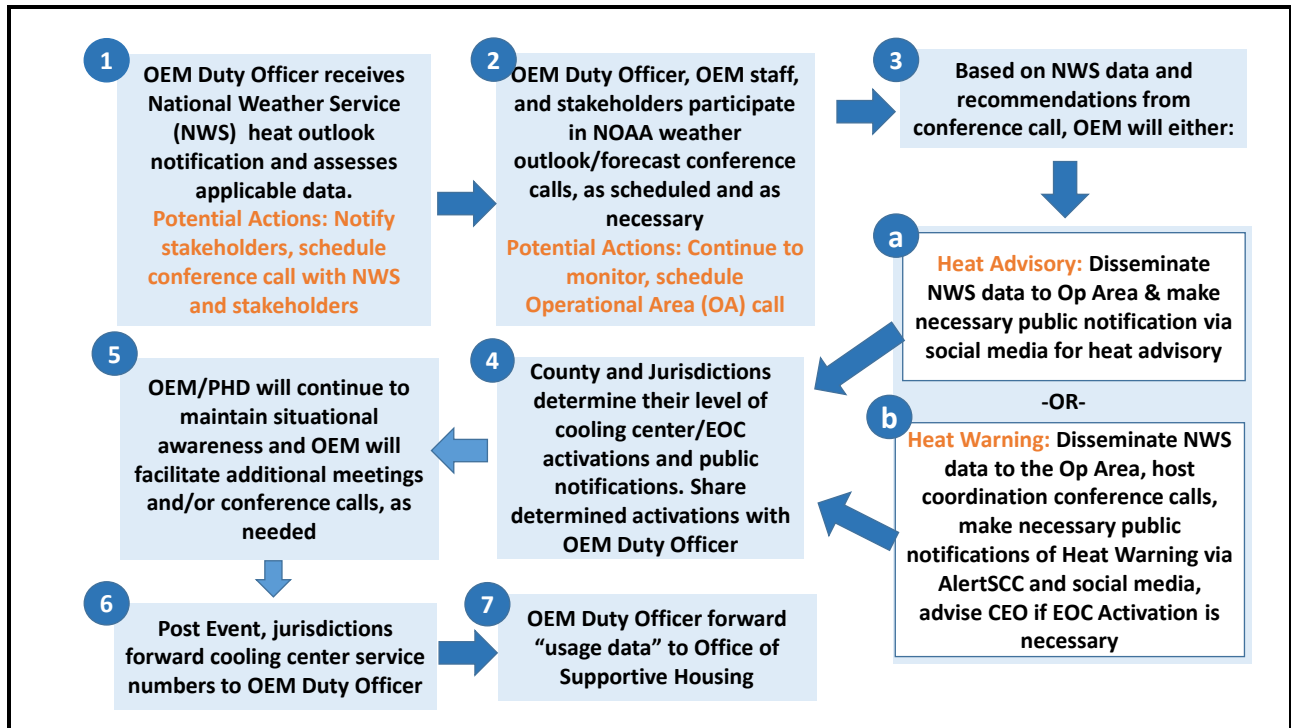 1
OEM Duty Officer receives
National Weather Service
(NWS) heat outlook
notification and assesses
applicable data.
Potential Actions: Notify
stakeholders, schedule
conference call with NWS
and stakeholders
2
OEM Duty Officer, OEM staff,
and stakeholders participate
in NOAA weather
outlook/forecast conference
calls, as scheduled and as
necessary
Potential Actions: Continue to
monitor, schedule
Operational Area (OA) call
3
Based on NWS data and
recommendations from
conference call, OEM will either:
a
Heat Advisory: Disseminate
NWS data to Op Area & make
necessary public notification via
social media for heat advisory
-OR-
b
Heat Warning: Disseminate NWS
data to the Op Area, host
coordination conference calls,
make necessary public
notifications of Heat Warning via
AlertSCC and social media,
advise CEO if EOC Activation is
necessary
4
County and Jurisdictions
determine their level of
cooling center/EOC
activations and public
notifications. Share
determined activations with
OEM Duty Officer
5
OEM/PHD will continue to
maintain situational
awareness and OEM will
facilitate additional meetings
and/or conference calls, as
needed
6
Post Event, jurisdictions
forward cooling center service
numbers to OEM Duty Officer
7
OEM Duty Officer forward
“usage data” to Office of
Supportive Housing